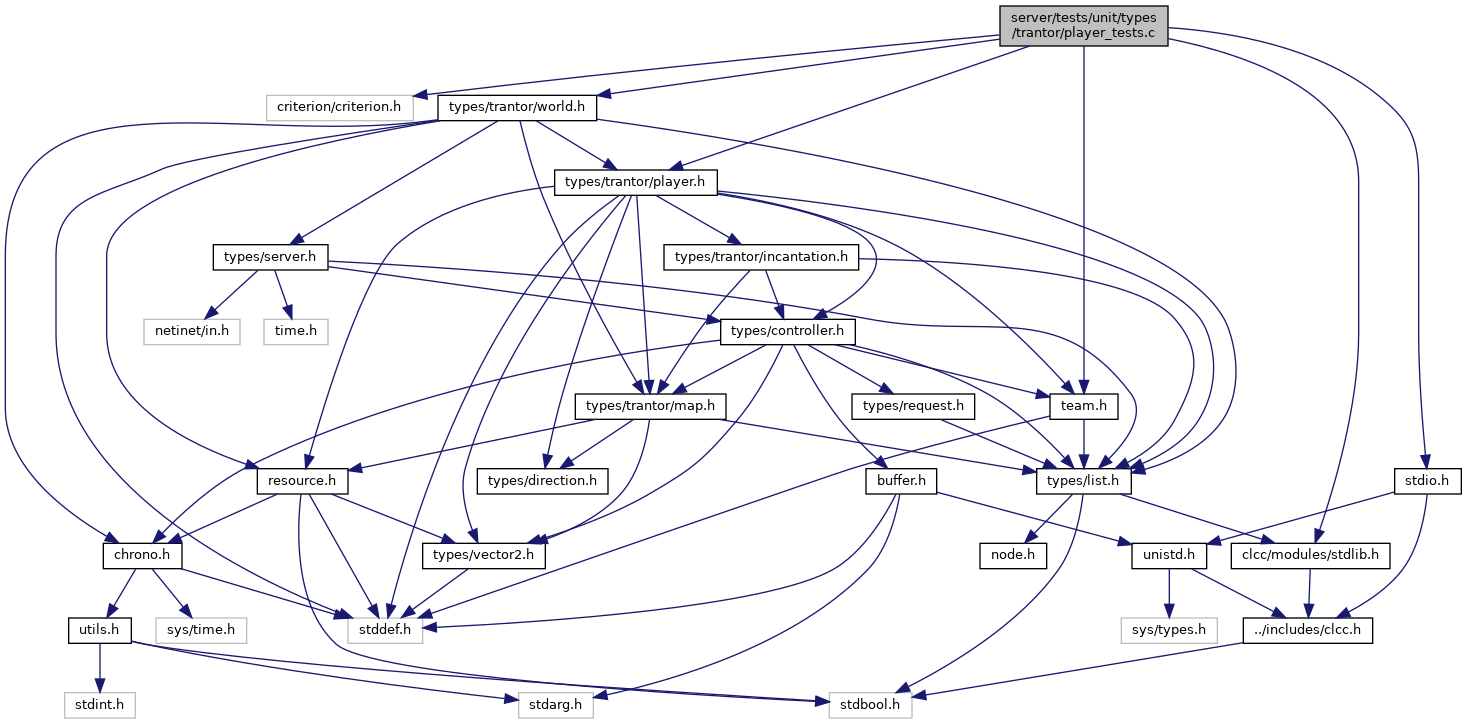 server/tests/unit/types
/trantor/player_tests.c
criterion/criterion.h
types/trantor/world.h
types/trantor/player.h
types/server.h
types/trantor/incantation.h
netinet/in.h
time.h
types/controller.h
types/trantor/map.h
types/request.h
team.h
resource.h
types/direction.h
buffer.h
types/list.h
stdio.h
chrono.h
types/vector2.h
node.h
unistd.h
clcc/modules/stdlib.h
utils.h
sys/time.h
stddef.h
sys/types.h
../includes/clcc.h
stdint.h
stdarg.h
stdbool.h